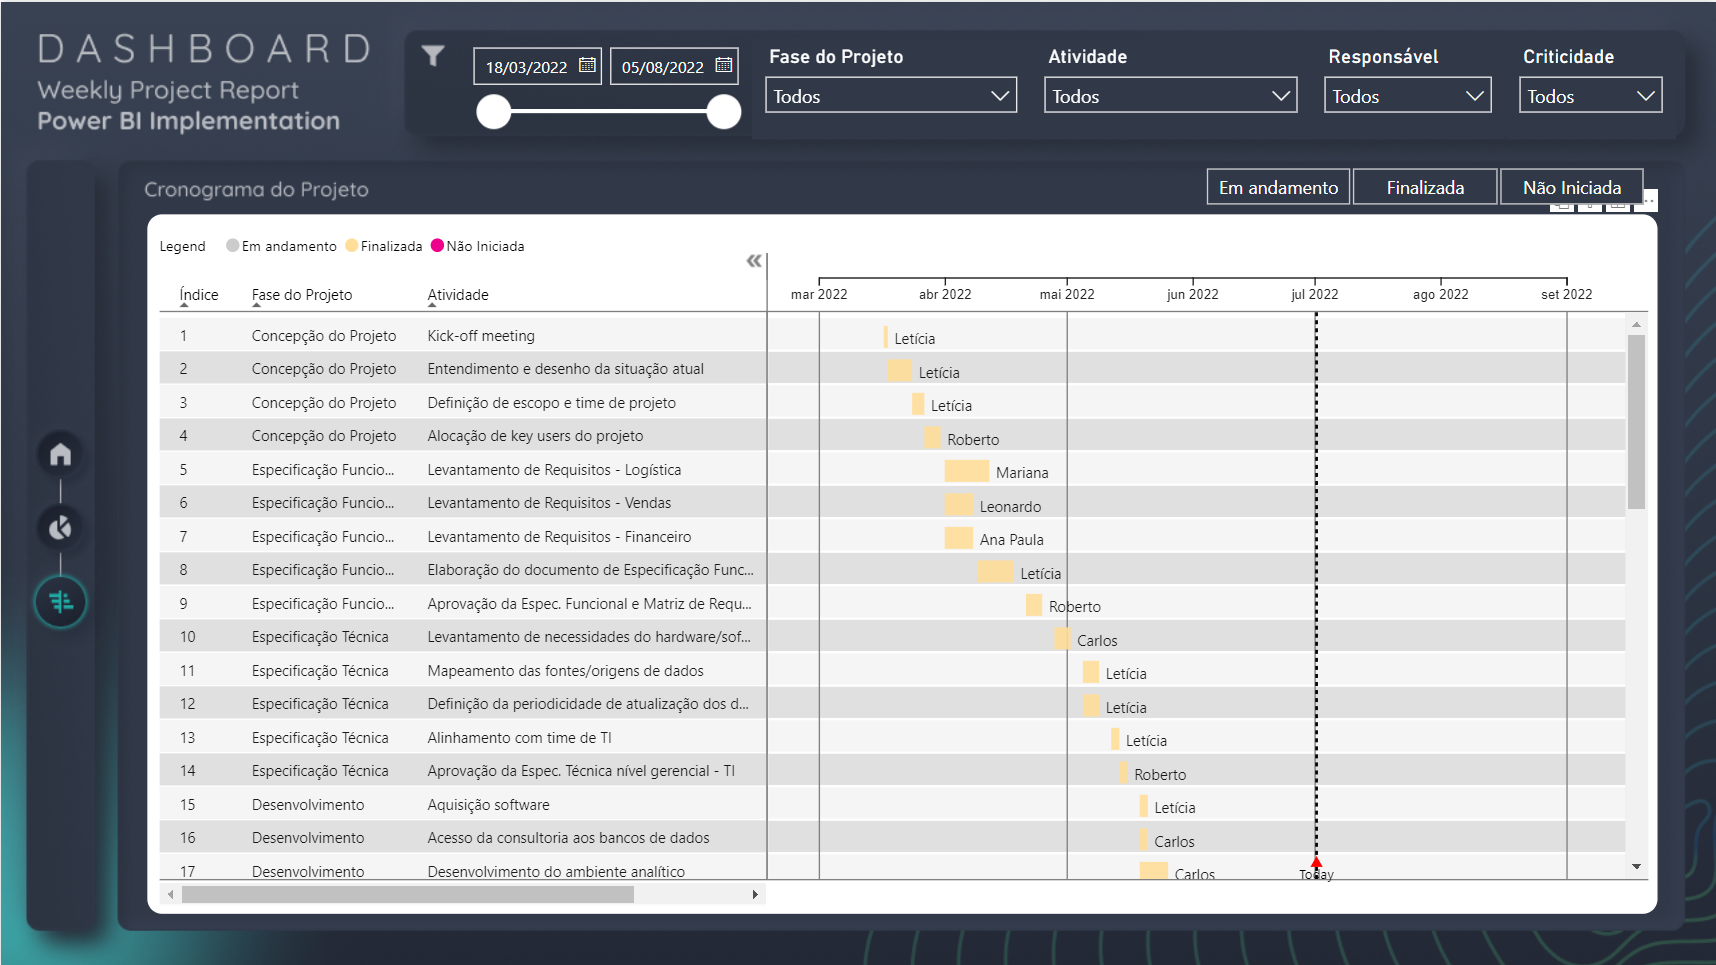 DASHBOARD
Weekly Project Report
Power BI Implementation
18/03/2022
05/08/2022
Fase do Projeto
Todos
Atividade
Todos
Responsável
Todos
Criticidade
Todos
Cronograma do Projeto
Em andamento
Finalizada
Não Iniciada
Legend Em andamento Finalizada Não Iniciada
Índice Fase do Projeto Atividade
mar 2022 abr 2022 mai 2022 jun 2022 jul 2022 ago 2022 set 2022
1 Concepção do Projeto Kick-off meeting Letícia
2 Concepção do Projeto Entendimento e desenho da situação atual Letícia
3 Concepção do Projeto Definição de escopo e time de projeto Letícia
4 Concepção do Projeto Alocação de key users do projeto Roberto
5 Especificação Funcio... Levantamento de Requisitos - Logística Mariana
6 Especificação Funcio... Levantamento de Requisitos - Vendas Leonardo
7 Especificação Funcio... Levantamento de Requisitos - Financeiro Ana Paula
8 Especificação Funcio... Elaboração do documento de Especificação Func... Letícia
9 Especificação Funcio... Aprovação da Espec. Funcional e Matriz de Requ... Roberto
10 Especificação Técnica Levantamento de necessidades do hardware/sof... Carlos
11 Especificação Técnica Mapeamento das fontes/origens de dados Letícia
12 Especificação Técnica Definição da periodicidade de atualização dos d... Letícia
13 Especificação Técnica Alinhamento com time de TI Letícia
14 Especificação Técnica Aprovação da Espec. Técnica nível gerencial - TI Roberto
15 Desenvolvimento Aquisição software Letícia
16 Desenvolvimento Acesso da consultoria aos bancos de dados Carlos
17 Desenvolvimento Desenvolvimento do ambiente analítico Carlos
Today